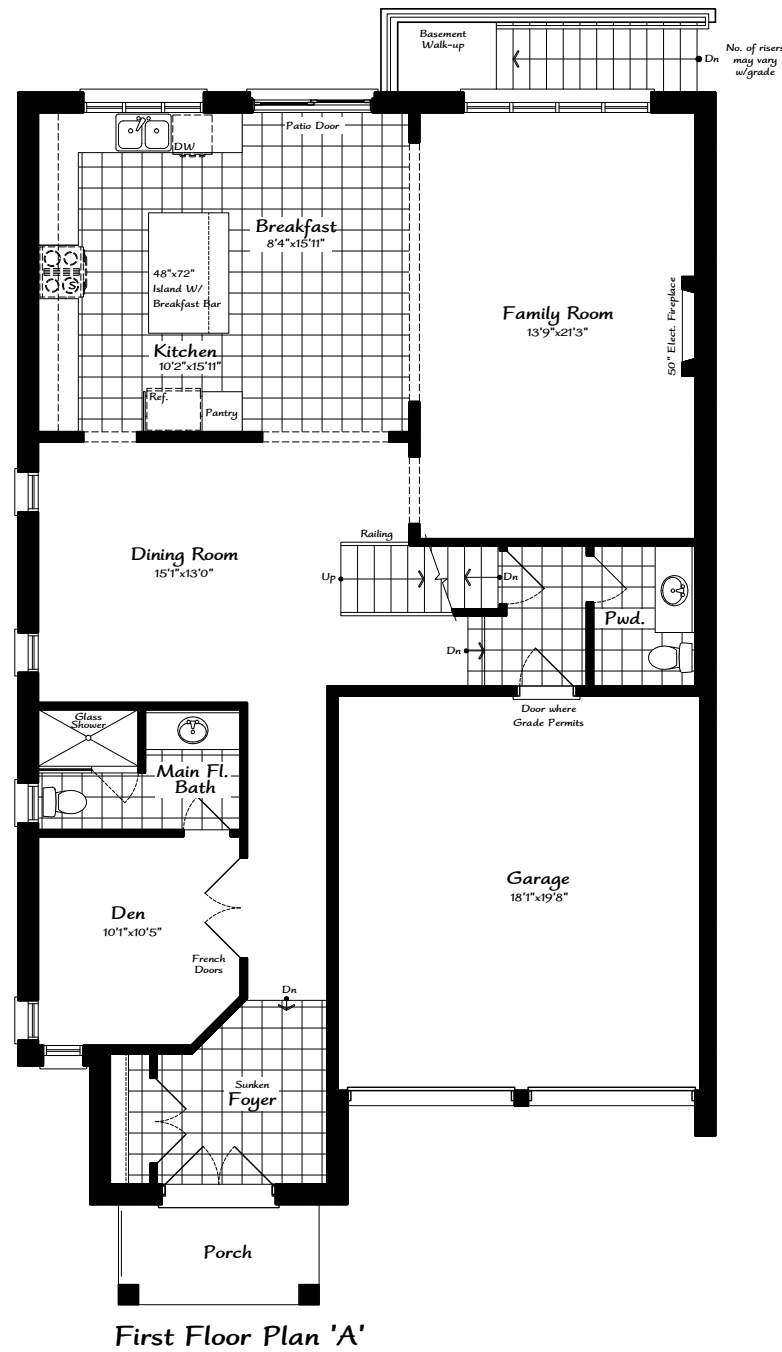 Basement
Walk-up
Dn
No. of risers
may vary
w/grade
Patio Door
DW
Breakfast
8'4"x15'11"
S
48"x72"
Island W/
Breakfast Bar
Family Room
13'9"x21'3"
50" Elect. Fireplace
Kitchen
10'2"x15'11"
Ref.
Pantry
Railing
Dining Room
15'1"x13'0"
Up
Dn
Pwd.
Dn
Glass
Shower
Door where
Grade Permits
Main Fl.
Bath
Garage
18'1"x19'8"
Den
10'1"x10'5"
French
Doors
Dn
Sunken
Foyer
Porch
First Floor Plan 'A'